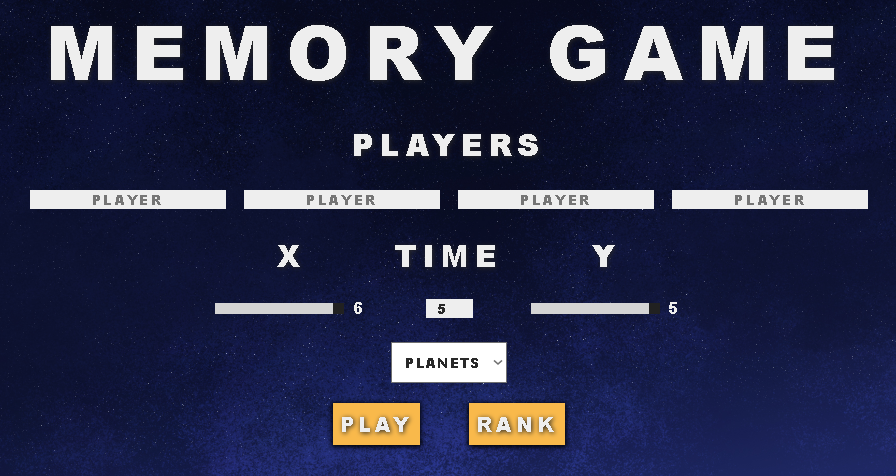 MEMORY GAME
PLAYERS
PLAYER PLAYER PLAYER PLAYER
X TIME Y
6 5 5
PLANETS
PLAY RANK